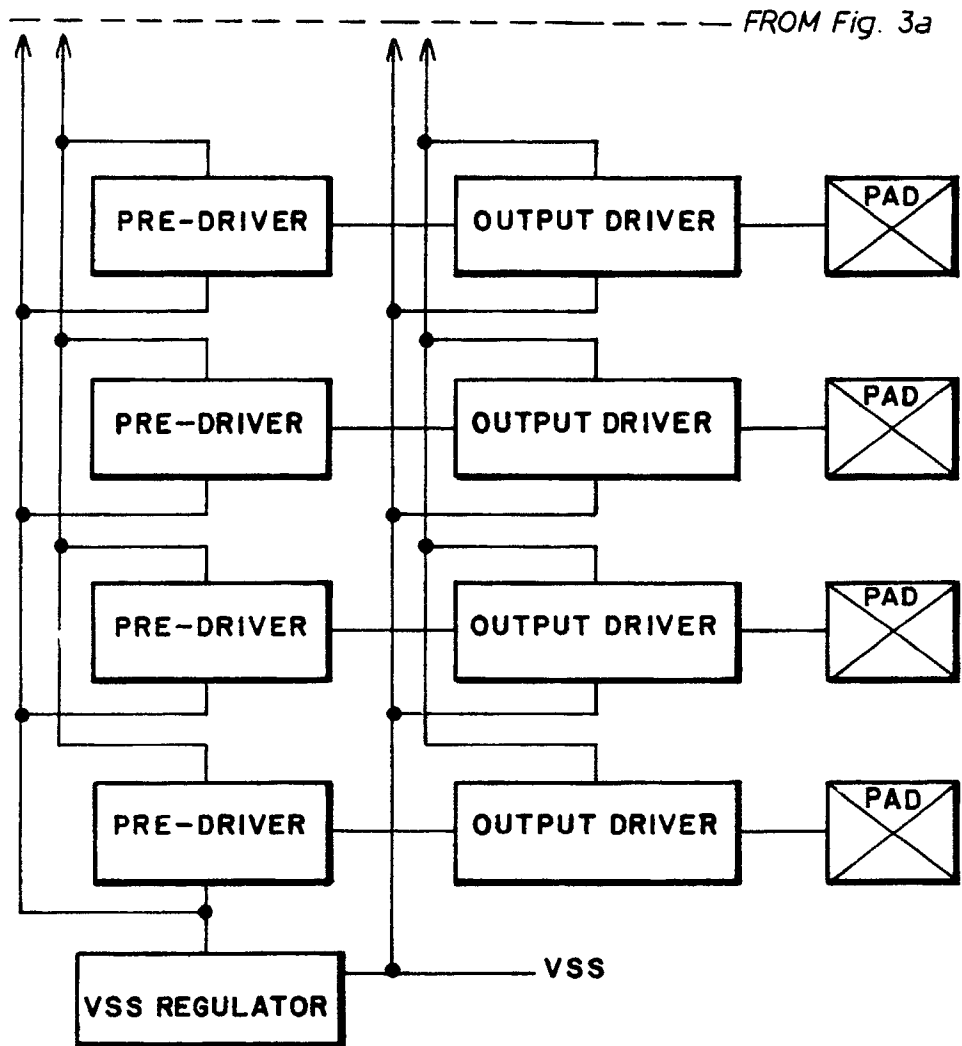 FROM Fig. 3a
PRE-DRIVER
OUTPUT DRIVER
PAD
PRE-DRIVER
OUTPUT DRIVER
PAD
PRE-DRIVER
OUTPUT DRIVER
PAD
PRE-DRIVER
OUTPUT DRIVER
PAD
VSS REGULATOR
VSS